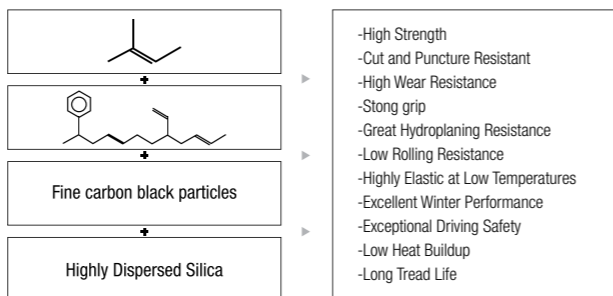 Fine carbon black particles
Highly Dispersed Silica
-High Strength
-Cut and Puncture Resistant
-High Wear Resistance
-Stong grip
-Great Hydroplaning Resistance
-Low Rolling Resistance
-Highly Elastic at Low Temperatures
-Excellent Winter Performance
-Exceptional Driving Safety
-Low Heat Buildup
-Long Tread Life